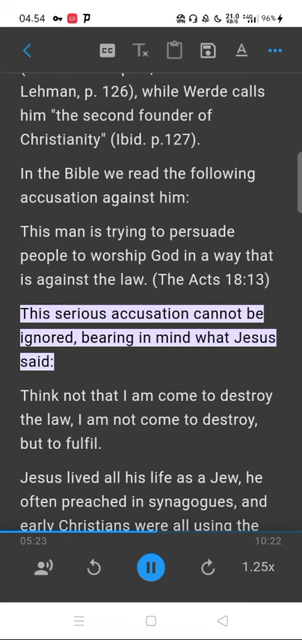 04.54
21.0 KB/S
4G
96%
CC
Lehman, p. 126), while Werde calls
him "the second founder of
Christianity" (Ibid. p.127).
In the Bible we read the following
accusation against him:
This man is trying to persuade
people to worship God in a way that
is against the law. (The Acts 18:13)
This serious accusation cannot be
ignored, bearing in mind what Jesus
said:
Think not that I am come to destroy
the law, I am not come to destroy,
but to fulfil.
Jesus lived all his life as a Jew, he
often preached in synagogues, and
early Christians were all using the
05:23
10:22
1.25x